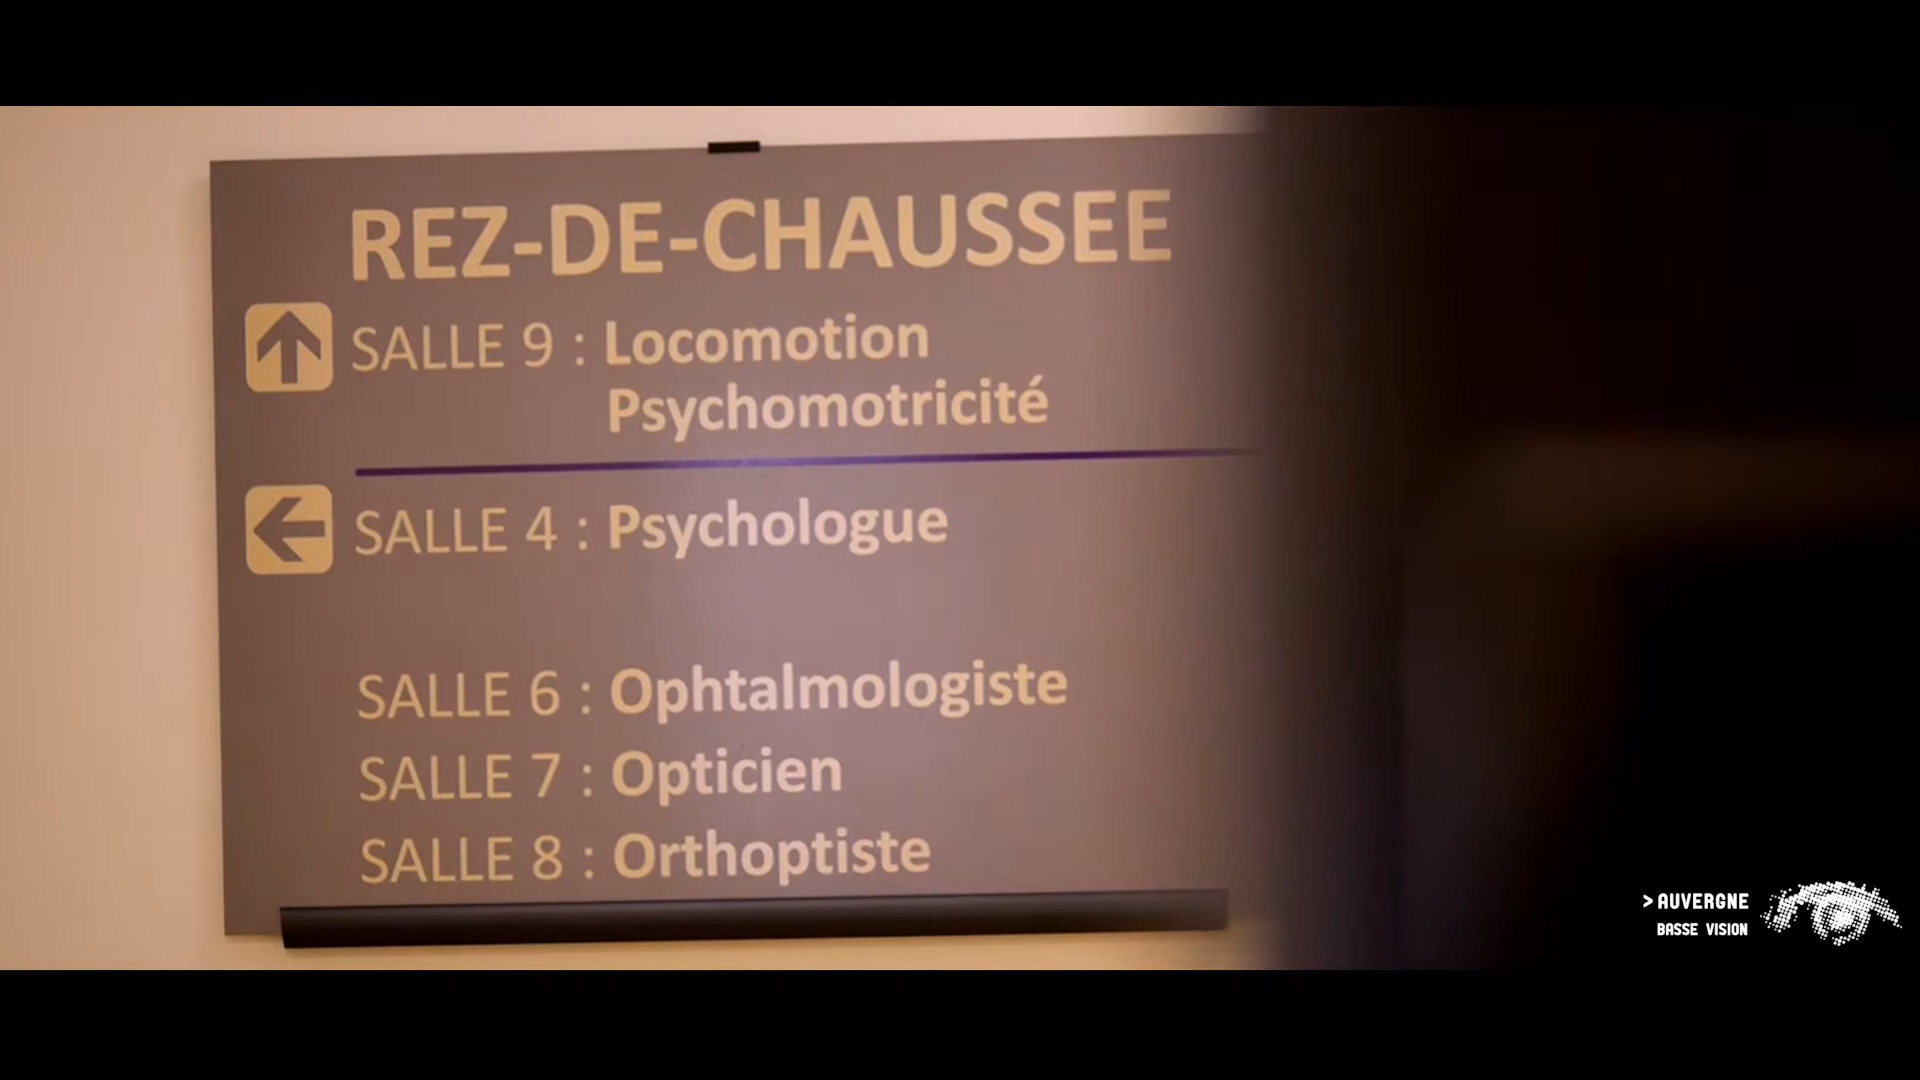 REZ-DE-CHAUSSEE
SALLE 9 : Locomotion
Psychomotricité
SALLE 4 : Psychologue
SALLE 6 : Ophtalmologiste
SALLE 7 : Opticien
SALLE 8 : Orthoptiste
> AUVERGNE
BASSE VISION